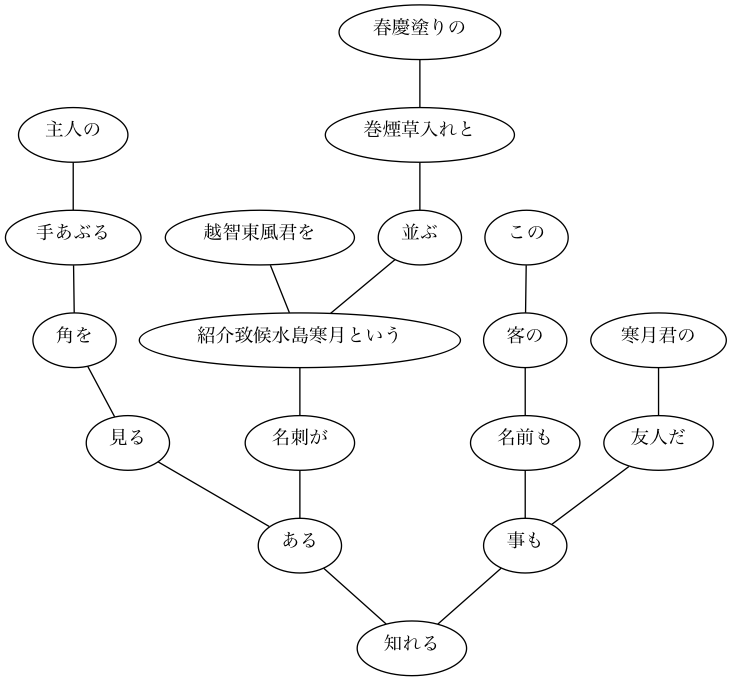 春慶塗りの
主人の
巻煙草入れと
手あぶる
越智東風君を
並ぶ
この
角を
紹介致候水島寒月という
客の
寒月君の
見る
名刺が
名前も
友人だ
ある
事も
知れる